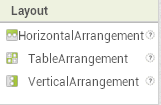 Layout
HorizontalArrangement ?
TableArrangement ?
VerticalArrangement ?